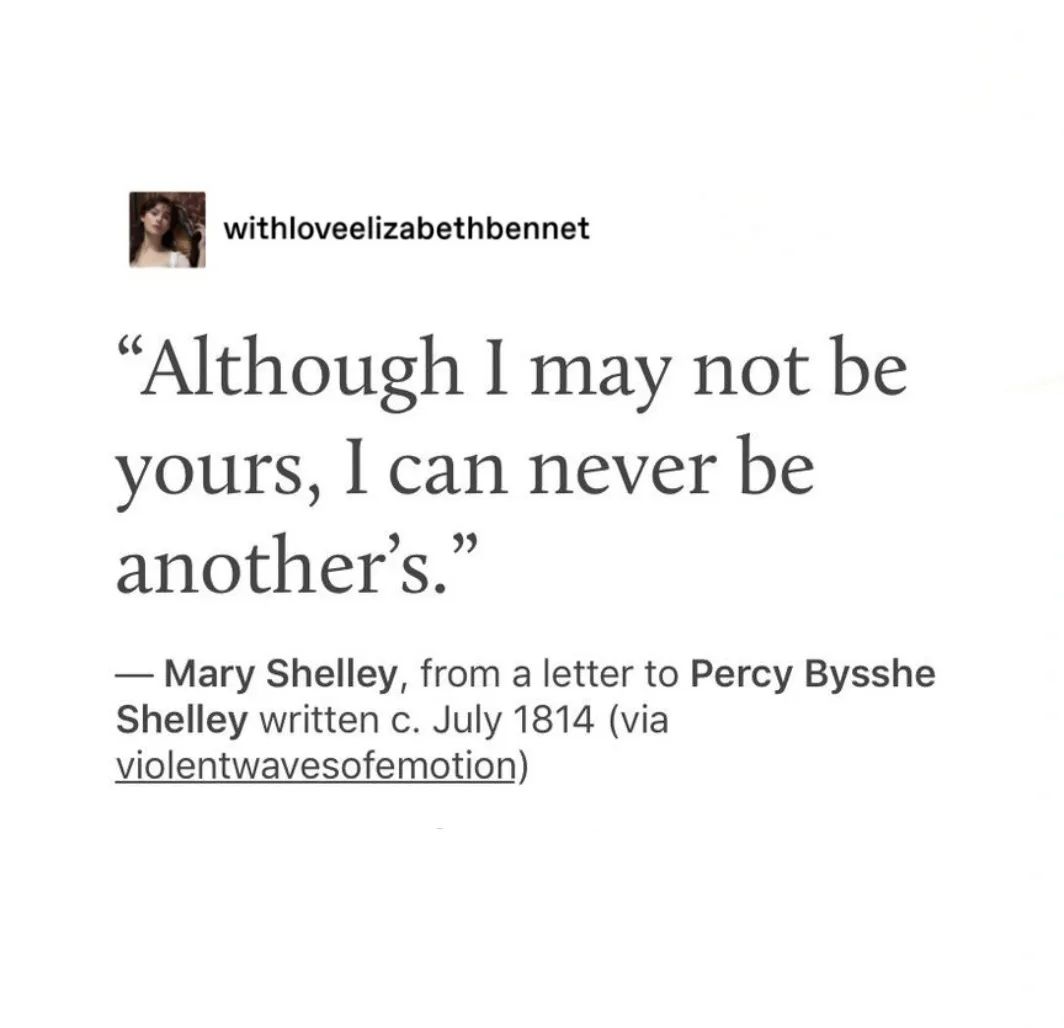 withloveelizabethbennet
“Although I may not be
yours, I can never be
another’s.”
— Mary Shelley, from a letter to Percy Bysshe
Shelley written c. July 1814 (via
violentwavesofemotion)